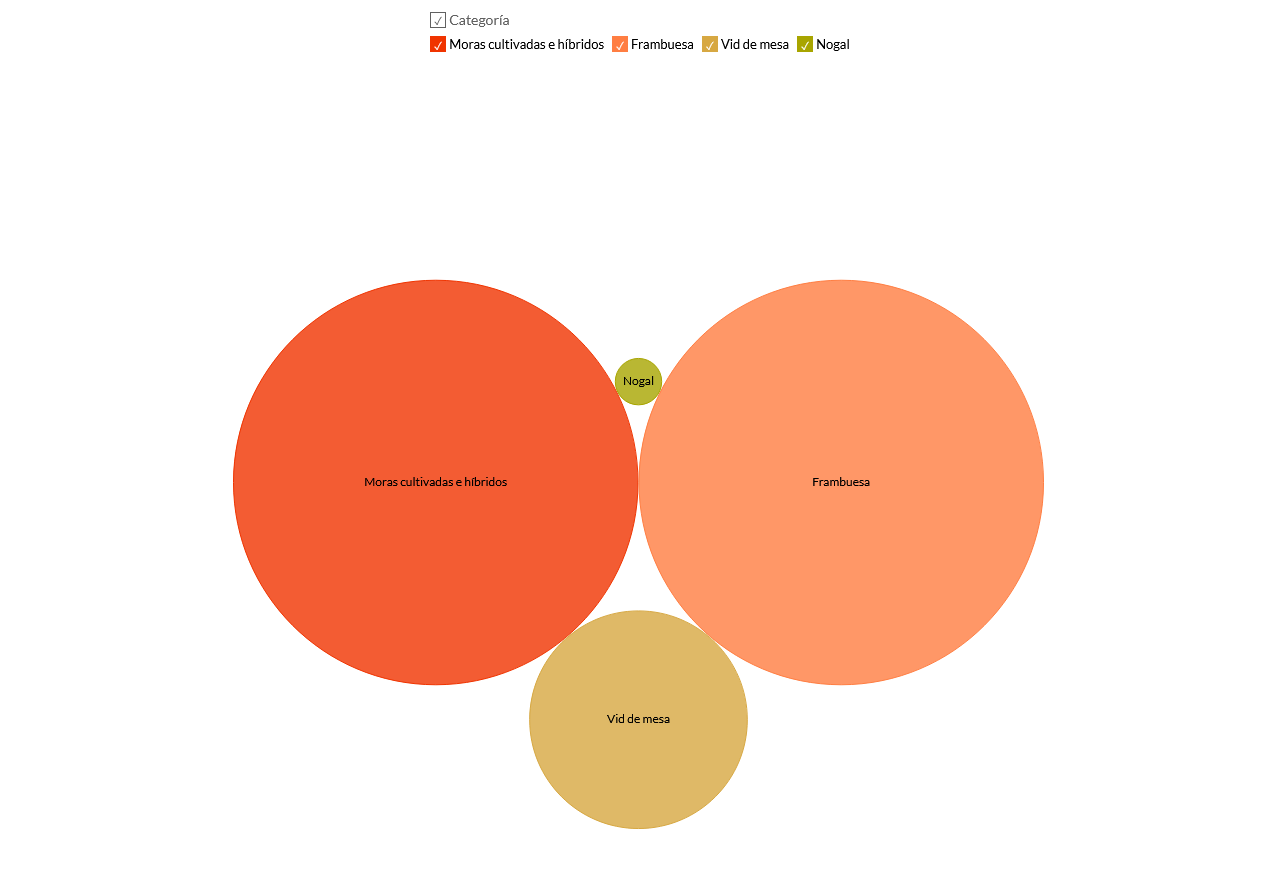 Categoría
Moras cultivadas e híbridos Frambuesa Vid de mesa Nogal
Nogal
Moras cultivadas e híbridos Frambuesa
Vid de mesa